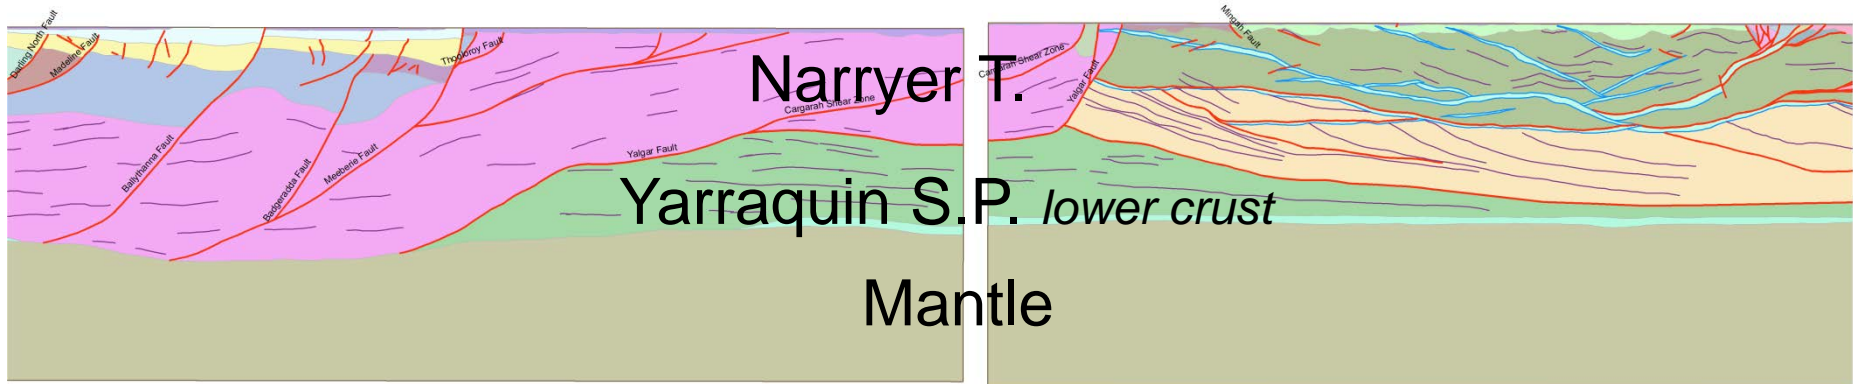 Darling North Fault
Madeline Fault
Ballythanna Fault
Badgeradda Fault
Meeberie Fault
Thooloroy Fault
Cargarah Shear Zone
Yalgar Fault
Cargarah Shear Zone
Yalgar Fault
Mingah Fault
Narryer T.
Yarraquin S.P. lower crust
Mantle